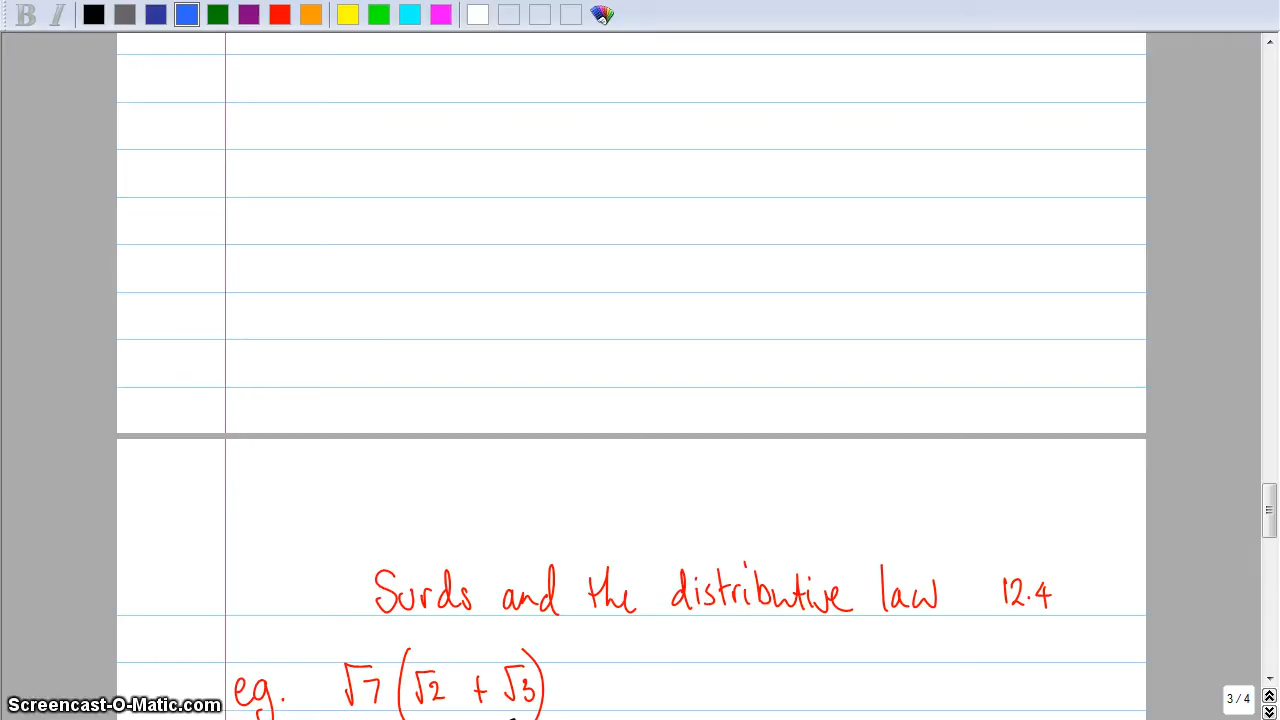 B I
Surds and the distributive law 12.4
eg. √7 (√2 + √3)
Screencast-O-Matic.com
3/4